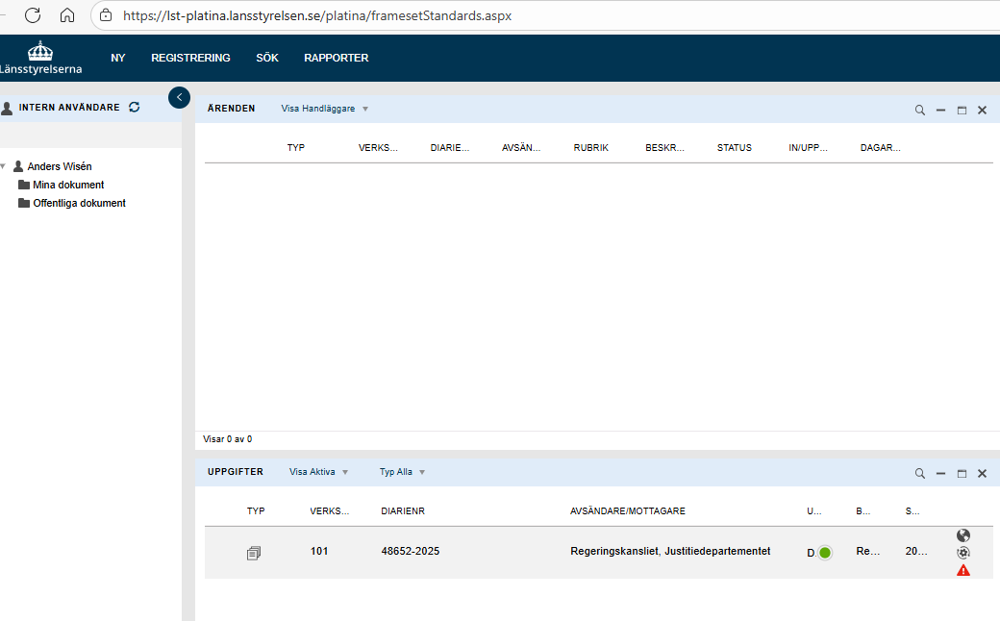 https://lst-platina.lansstyrelsen.se/platina/framesetStandards.aspx
Länsstyrelserna
NY REGISTRERING SÖK RAPPORTER
INTERN ANVÄNDARE
Anders Wisén
Mina dokument
Offentliga dokument
ÄRENDEN Visa Handläggare
TYP VERKS... DIARIE... AVSÄN... RUBRIK BESKR... STATUS IN/UPP... DAGAR...
Visar 0 av 0
UPPGIFTER Visa Aktiva Typ Alla
TYP VERKS... DIARIENR AVSÄNDARE/MOTTAGARE U... B... S...
101 48652-2025 Regeringskansliet, Justitiedepartementet D Re... 20...